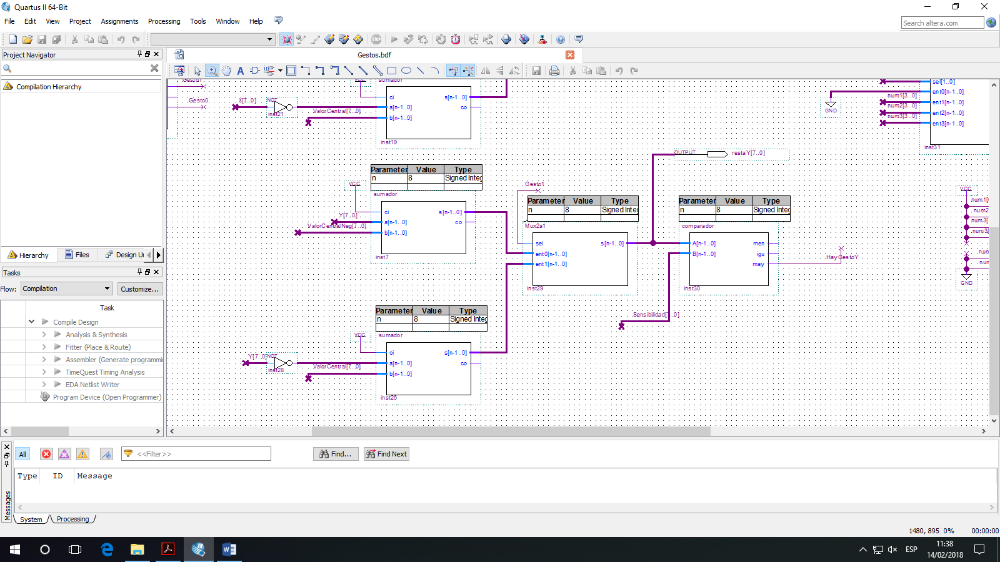 Quartus II 64-Bit
File Edit View Project Assignments Processing Tools Window Help
Search altera.com
Project Navigator
Gestos.bdf
Compilation Hierarchy
Hierarchy Files Design Un
Tasks
Flow: Compilation Customize...
Task
Compile Design
Analysis & Synthesis
Fitter (Place & Route)
Assembler (Generate programmi
TimeQuest Timing Analysis
EDA Netlist Writer
Program Device (Open Programmer)
Gesto0
X[7..0] NOT
inst21
ValorCentral[7..0]
VCC
sumador
ci s[n-1..0]
a[n-1..0] co
b[n-1..0]
inst19
sel[1..0]
ent0[n-1..0]
num1[3..0] ent1[n-1..0]
num2[3..0] ent2[n-1..0]
num3[3..0] ent3[n-1..0]
GND
inst31
OUTPUT restaY[7..0]
Parameter Value Type
n 8 Signed Integ
VCC
sumador
ci s[n-1..0]
Y[7..0] a[n-1..0] co
ValorCentralNeg[7..0] b[n-1..0]
inst7
Gesto1
Parameter Value Type
n 8 Signed Integ
Mux2a1
sel s[n-1..0]
ent0[n-1..0]
ent1[n-1..0]
inst29
Parameter Value Type
n 8 Signed Integ
comparador
A[n-1..0] men
B[n-1..0] igu
may
HayGestoY
inst30
Sensibilidad[7..0]
VCC
num1[
num2
num3[
num3[
nu
nu
GND
Parameter Value Type
n 8 Signed Integ
VCC
sumador
ci s[n-1..0]
Y[7..0] NOT
inst28
ValorCentral[7..0]
a[n-1..0] co
b[n-1..0]
inst26
All <<Filter>> Find... Find Next
Type ID Message
Messages
System Processing
1480, 895 0% 00:00:00
ESP
11:38
14/02/2018